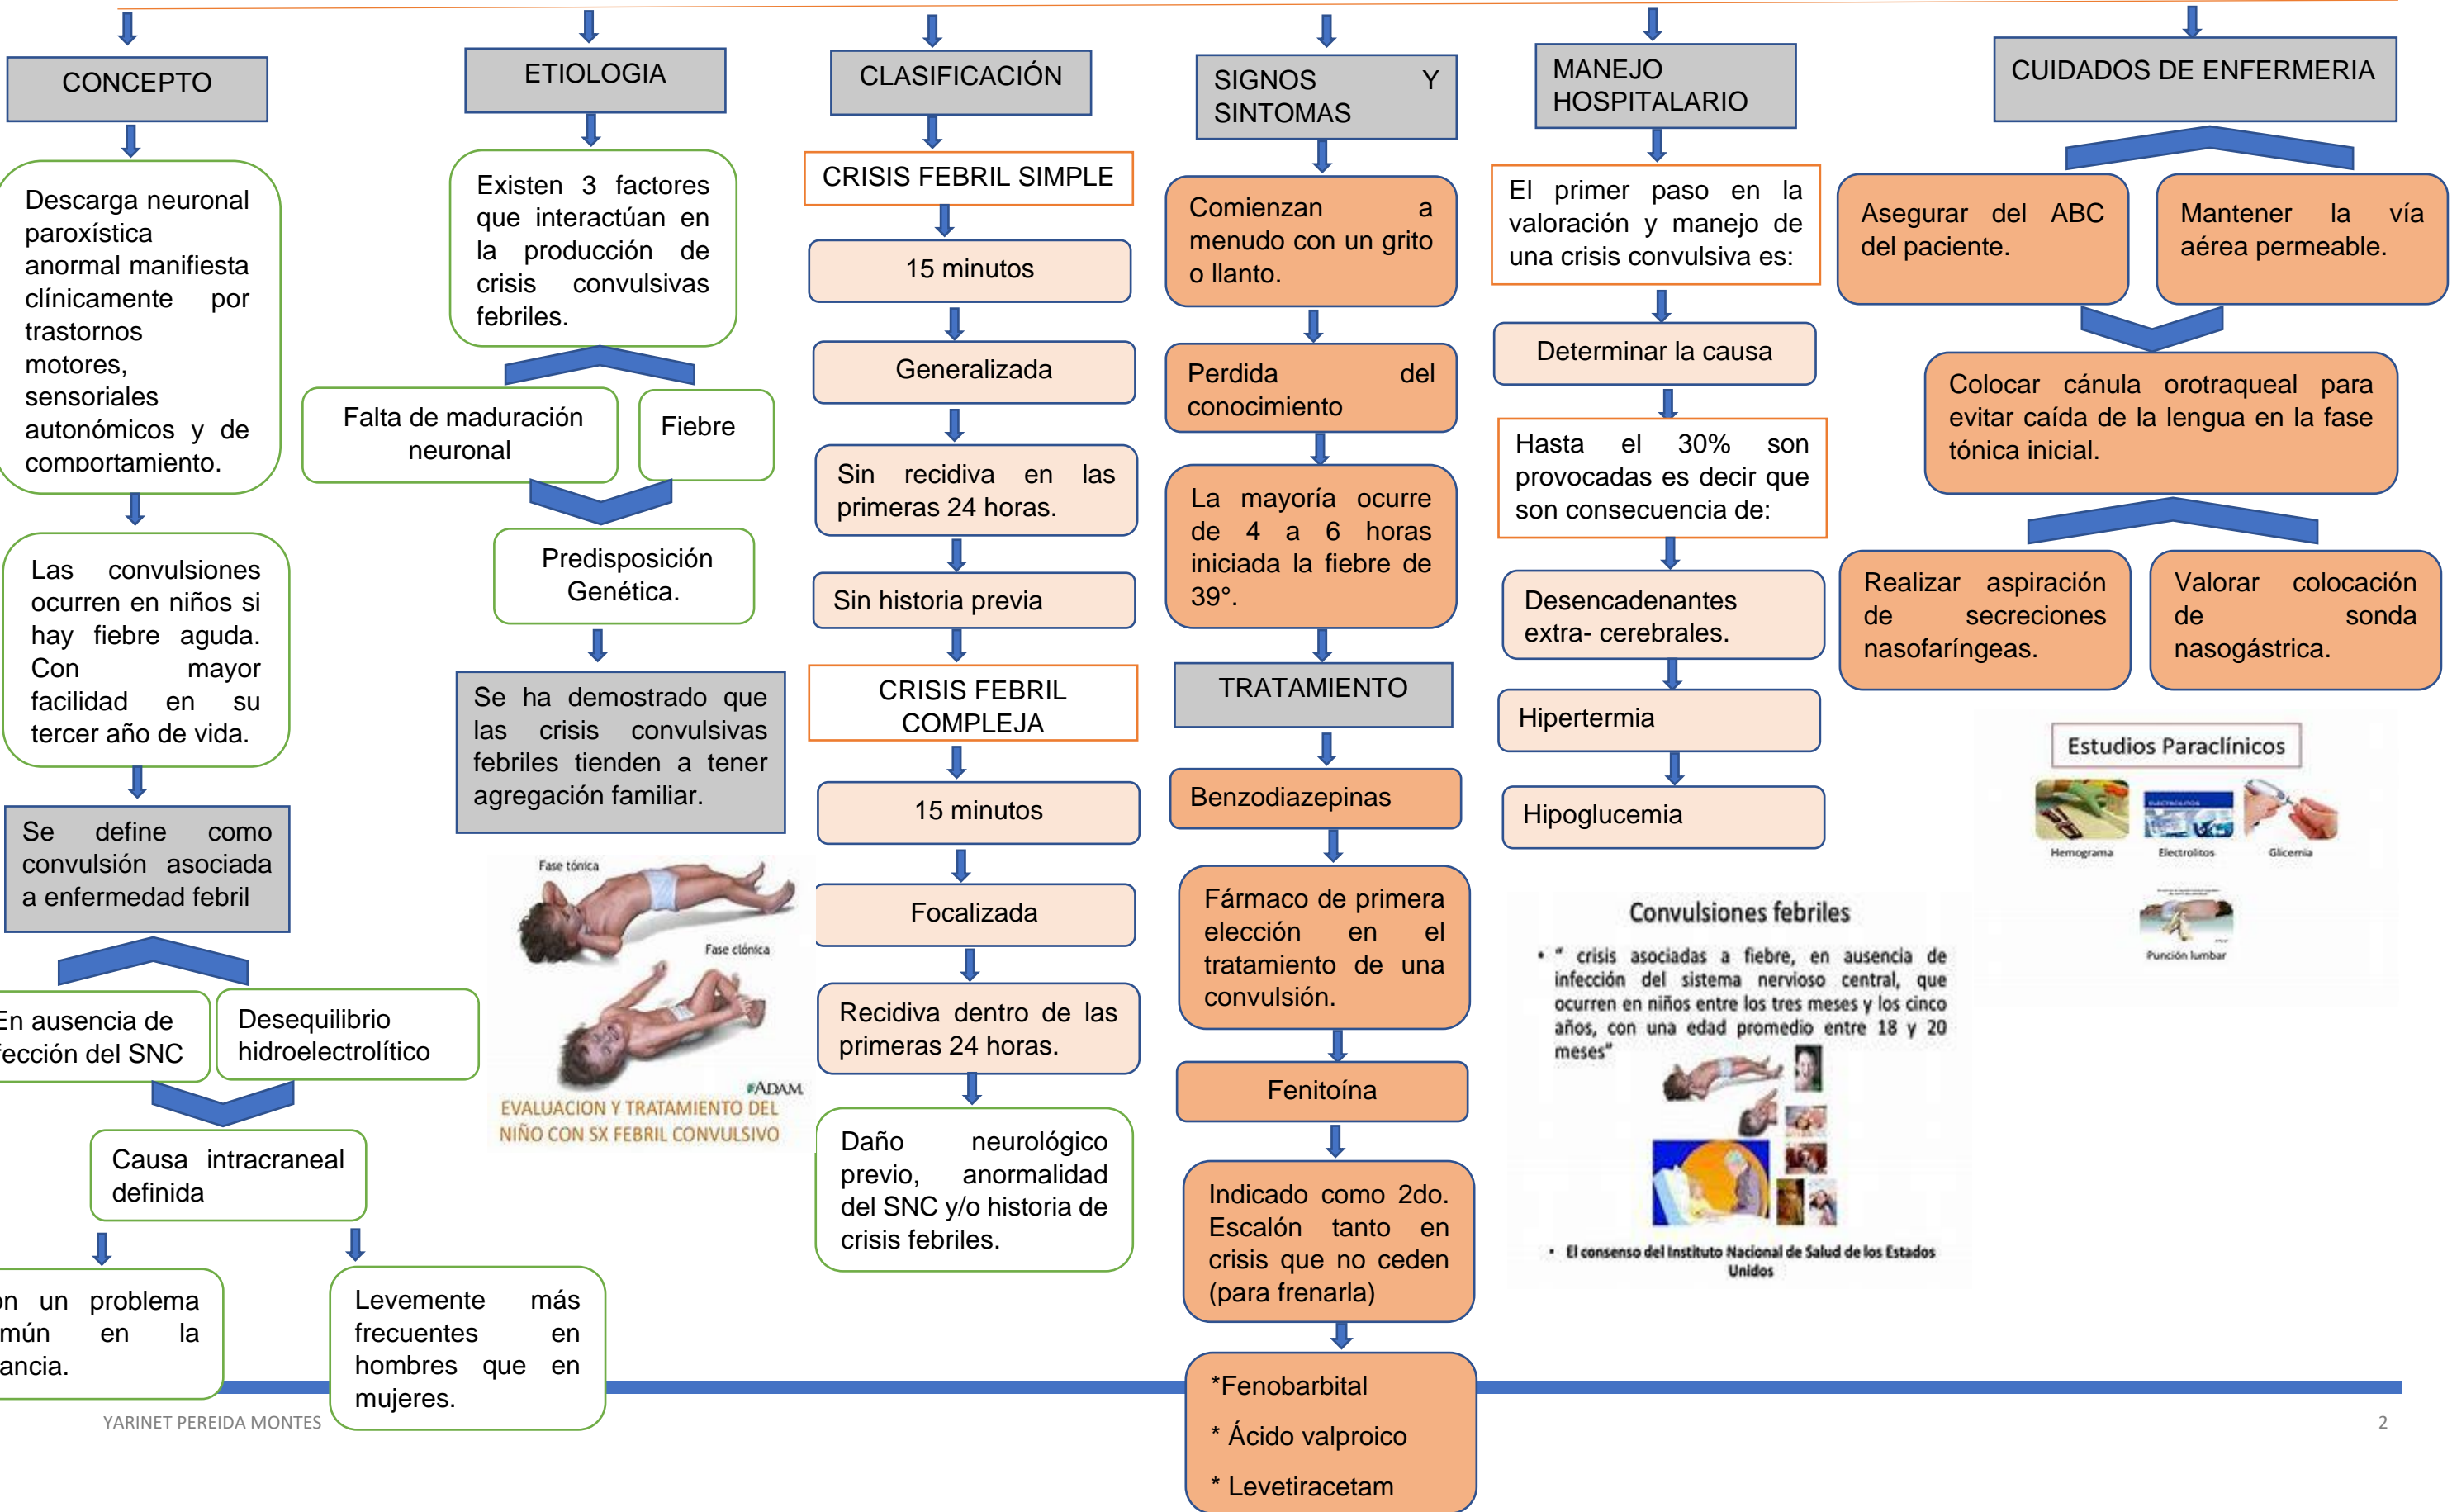 CONCEPTO
Descarga neuronal
paroxística
anormal manifiesta
clínicamente por
trastornos
motores,
sensoriales
autonómicos y de
comportamiento.
Las convulsiones
ocurren en niños si
hay fiebre aguda.
Con mayor
facilidad en su
tercer año de vida.
Se define como
convulsión asociada
a enfermedad febril
En ausencia de
fección del SNC
Desequilibrio
hidroelectrolítico
Causa intracraneal
definida
on un problema
mún en la
ancia.
Levemente más
frecuentes en
hombres que en
mujeres.
ETIOLOGIA
Existen 3 factores
que interactúan en
la producción de
crisis convulsivas
febriles.
Falta de maduración
neuronal
Fiebre
Predisposición
Genética.
Se ha demostrado que
las crisis convulsivas
febriles tienden a tener
agregación familiar.
Fase tónica
Fase clónica
ADAM.
EVALUACION Y TRATAMIENTO DEL
NIÑO CON SX FEBRIL CONVULSIVO
CLASIFICACIÓN
CRISIS FEBRIL SIMPLE
15 minutos
Generalizada
Sin recidiva en las
primeras 24 horas.
Sin historia previa
CRISIS FEBRIL
COMPLEJA
15 minutos
Focalizada
Recidiva dentro de las
primeras 24 horas.
Daño neurológico
previo, anormalidad
del SNC y/o historia de
crisis febriles.
SIGNOS Y
SINTOMAS
Comienzan a
menudo con un grito
o llanto.
Perdida del
conocimiento
La mayoría ocurre
de 4 a 6 horas
iniciada la fiebre de
39°.
TRATAMIENTO
Benzodiazepinas
Fármaco de primera
elección en el
tratamiento de una
convulsión.
Fenitoína
Indicado como 2do.
Escalón tanto en
crisis que no ceden
(para frenarla)
*Fenobarbital
* Ácido valproico
* Levetiracetam
MANEJO
HOSPITALARIO
El primer paso en la
valoración y manejo de
una crisis convulsiva es:
Determinar la causa
Hasta el 30% son
provocadas es decir que
son consecuencia de:
Desencadenantes
extra- cerebrales.
Hipertermia
Hipoglucemia
Convulsiones febriles
• " crisis asociadas a fiebre, en ausencia de
infección del sistema nervioso central, que
ocurren en niños entre los tres meses y los cinco
años, con una edad promedio entre 18 y 20
meses"
• El consenso del Instituto Nacional de Salud de los Estados
Unidos
CUIDADOS DE ENFERMERIA
Asegurar del ABC
del paciente.
Mantener la vía
aérea permeable.
Colocar cánula orotraqueal para
evitar caída de la lengua en la fase
tónica inicial.
Realizar aspiración
de secreciones
nasofaríngeas.
Valorar colocación
de sonda
nasogástrica.
Estudios Paraclínicos
ELECTROLITOS
Hemograma
Electrolitos
Glicemia
Punción lumbar
YARINET PEREIDA MONTES
2